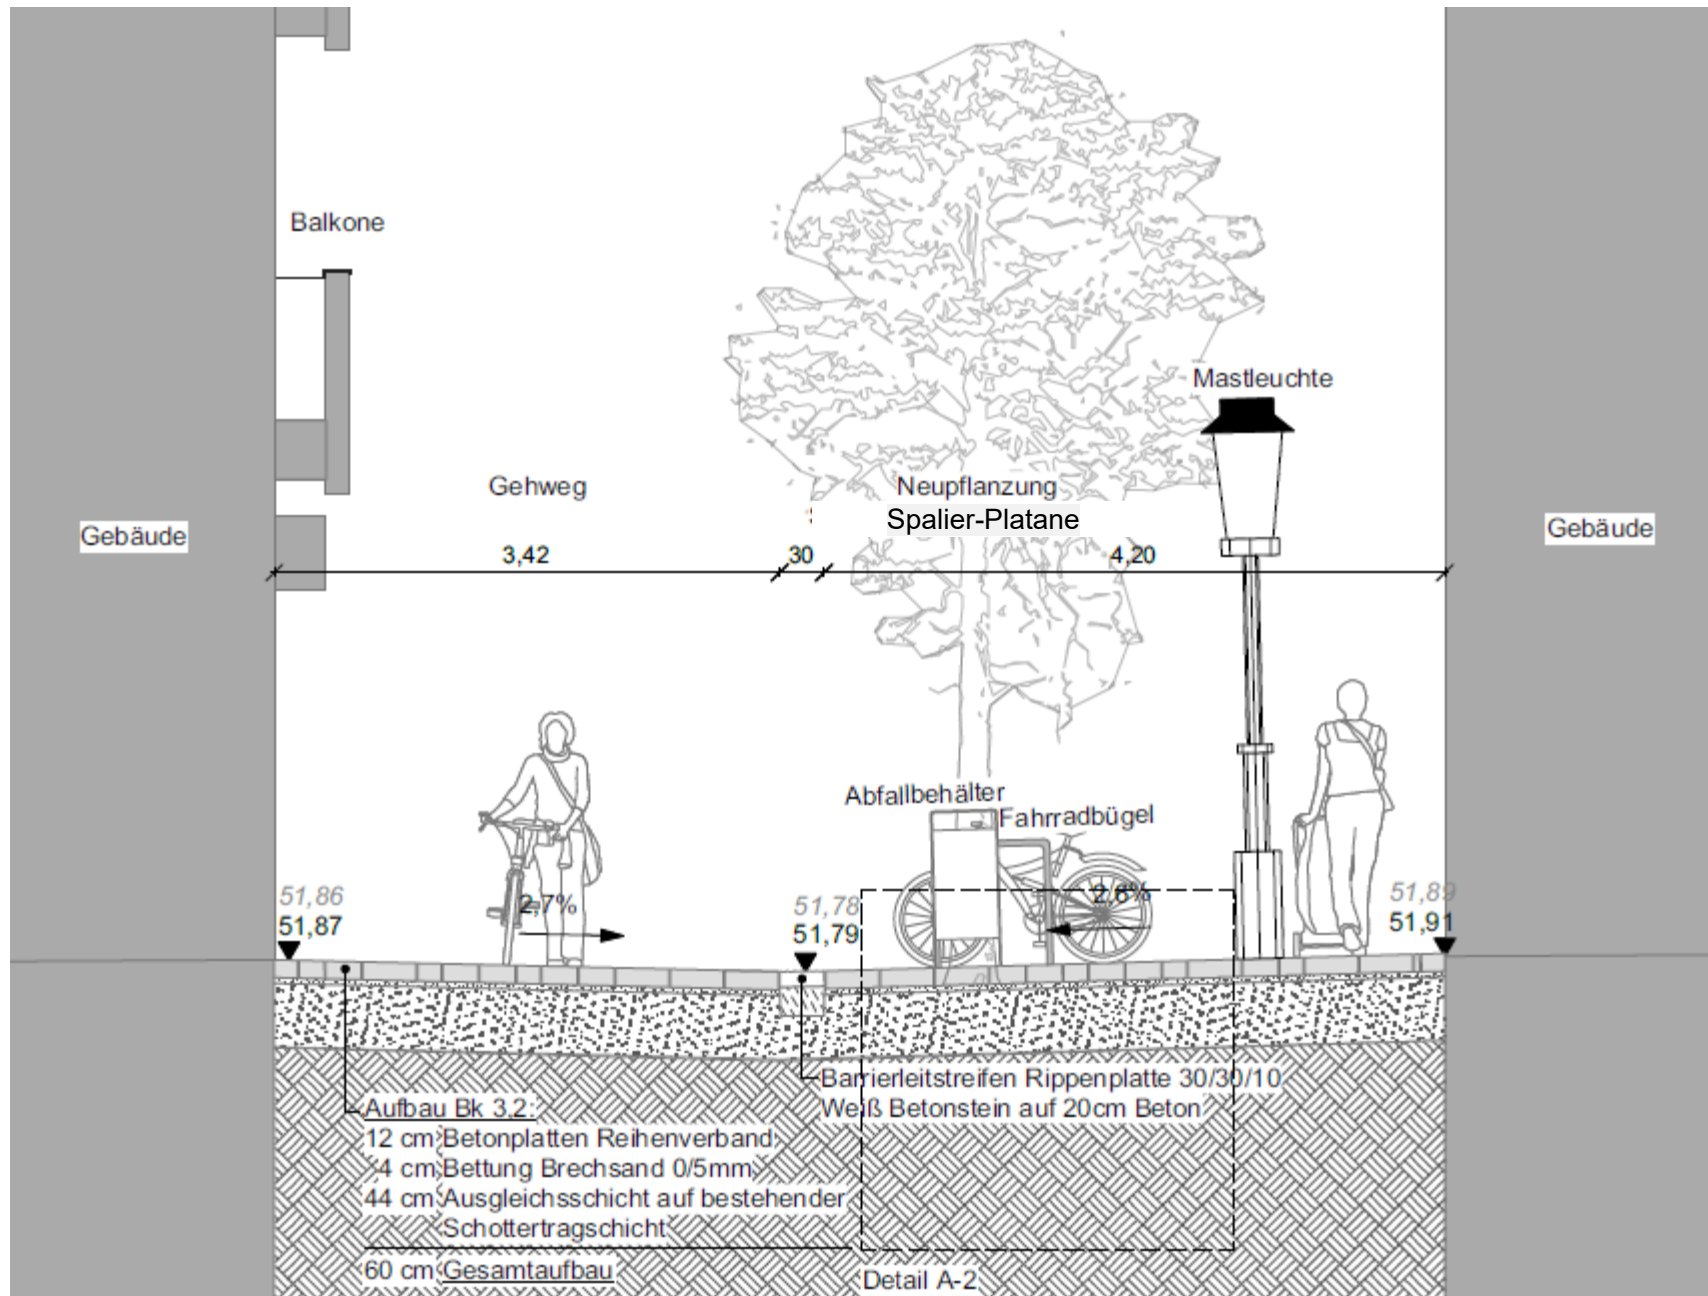 Balkone
Mastleuchte
Gehweg
Neupflanzung
Spalier-Platane
Gebäude
Gebäude
3,42
30
4,20
Abfallbehälter
Fahrradbügel
51,86
51,87
2,7%
51,78
51,79
2,6%
51,89
51,91
Barrierleitstreifen Rippenplatte 30/30/10
Weiß Betonstein auf 20cm Beton
Aufbau Bk 3,2:
12 cm Betonplatten Reihenverband
4 cm Bettung Brechsand 0/5mm
44 cm Ausgleichsschicht auf bestehender
Schottertragschicht
60 cm Gesamtaufbau
Detail A-2